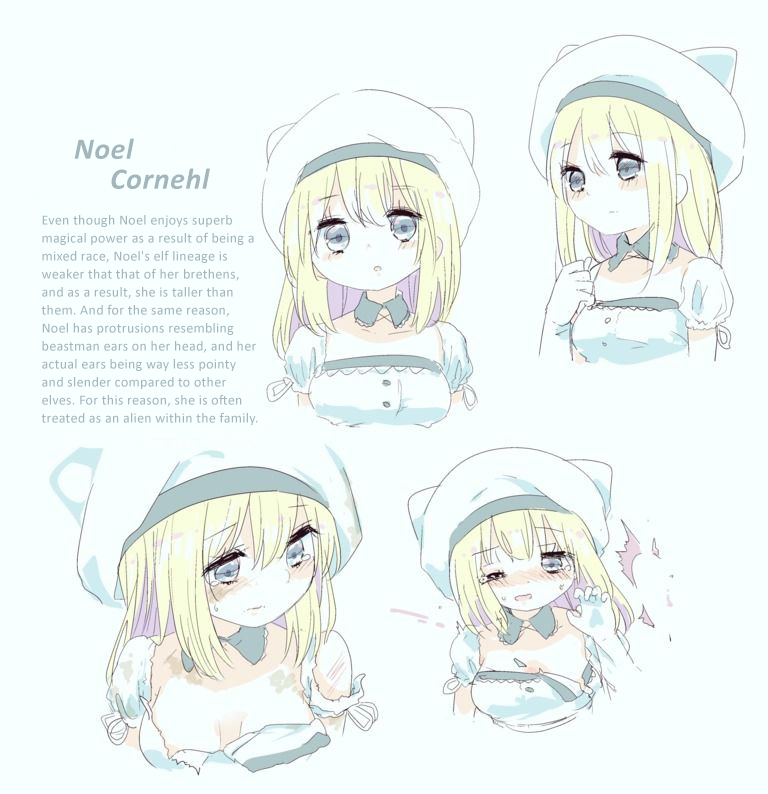 Noel
Cornehl
Even though Noel enjoys superb
magical power as a result of being a
mixed race, Noel's elf lineage is
weaker that that of her brethens,
and as a result, she is taller than
them. And for the same reason,
Noel has protrusions resembling
beastman ears on her head, and her
actual ears being way less pointy
and slender compared to other
elves. For this reason, she is often
treated as an alien within the family.